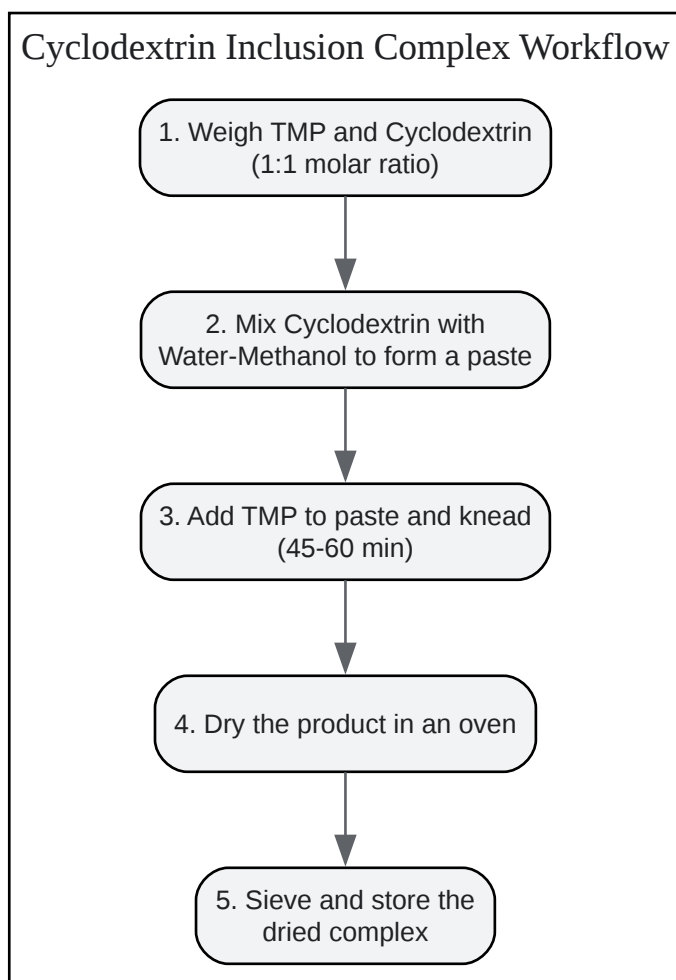 Cyclodextrin Inclusion Complex Workflow
1. Weigh TMP and Cyclodextrin
(1:1 molar ratio)
2. Mix Cyclodextrin with
Water-Methanol to form a paste
3. Add TMP to paste and knead
(45-60 min)
4. Dry the product in an oven
5. Sieve and store the
dried complex